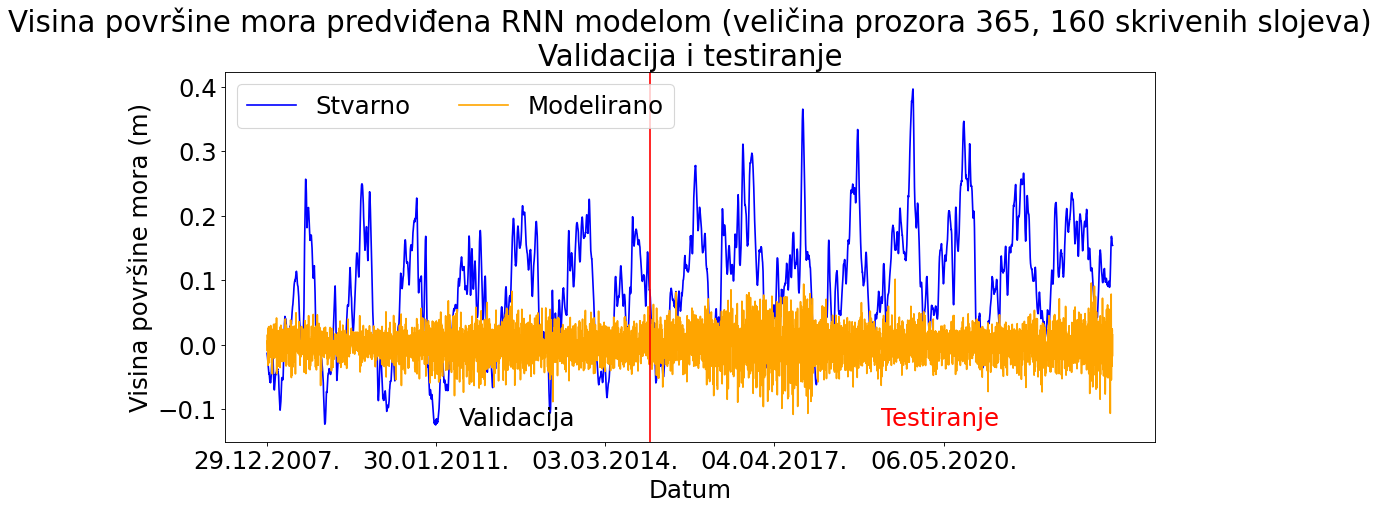 Visina površine mora predviđena RNN modelom (veličina prozora 365, 160 skrivenih slojeva)
Validacija i testiranje
Stvarno
Modelirano
Visina površine mora (m)
0.4
0.3
0.2
0.1
0.0
−0.1
Validacija
Testiranje
29.12.2007.
30.01.2011.
03.03.2014.
04.04.2017.
06.05.2020.
Datum